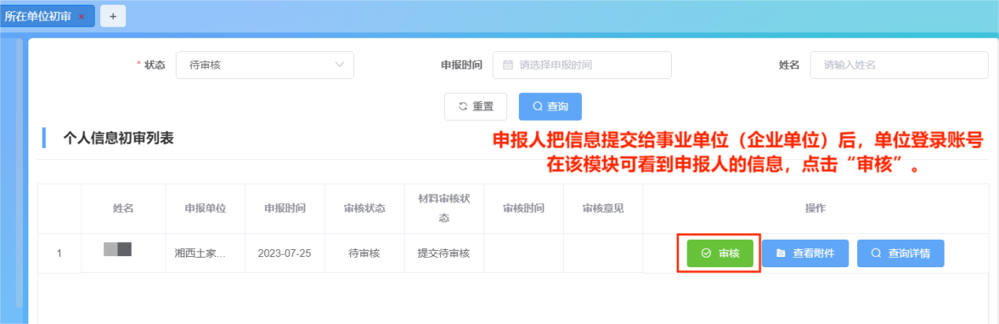 所在单位初审 × +
* 状态 待审核 申报时间 请选择申报时间 姓名 请输入姓名
重置 查询
个人信息初审列表
申报人把信息提交给事业单位（企业单位）后，单位登录账号
在该模块可看到申报人的信息，点击“审核”。
姓名 申报单位 申报时间 审核状态 材料审核状态 审核时间 审核意见 操作
1 湘西土家... 2023-07-25 待审核 提交待审核 审核 查看附件 查询详情